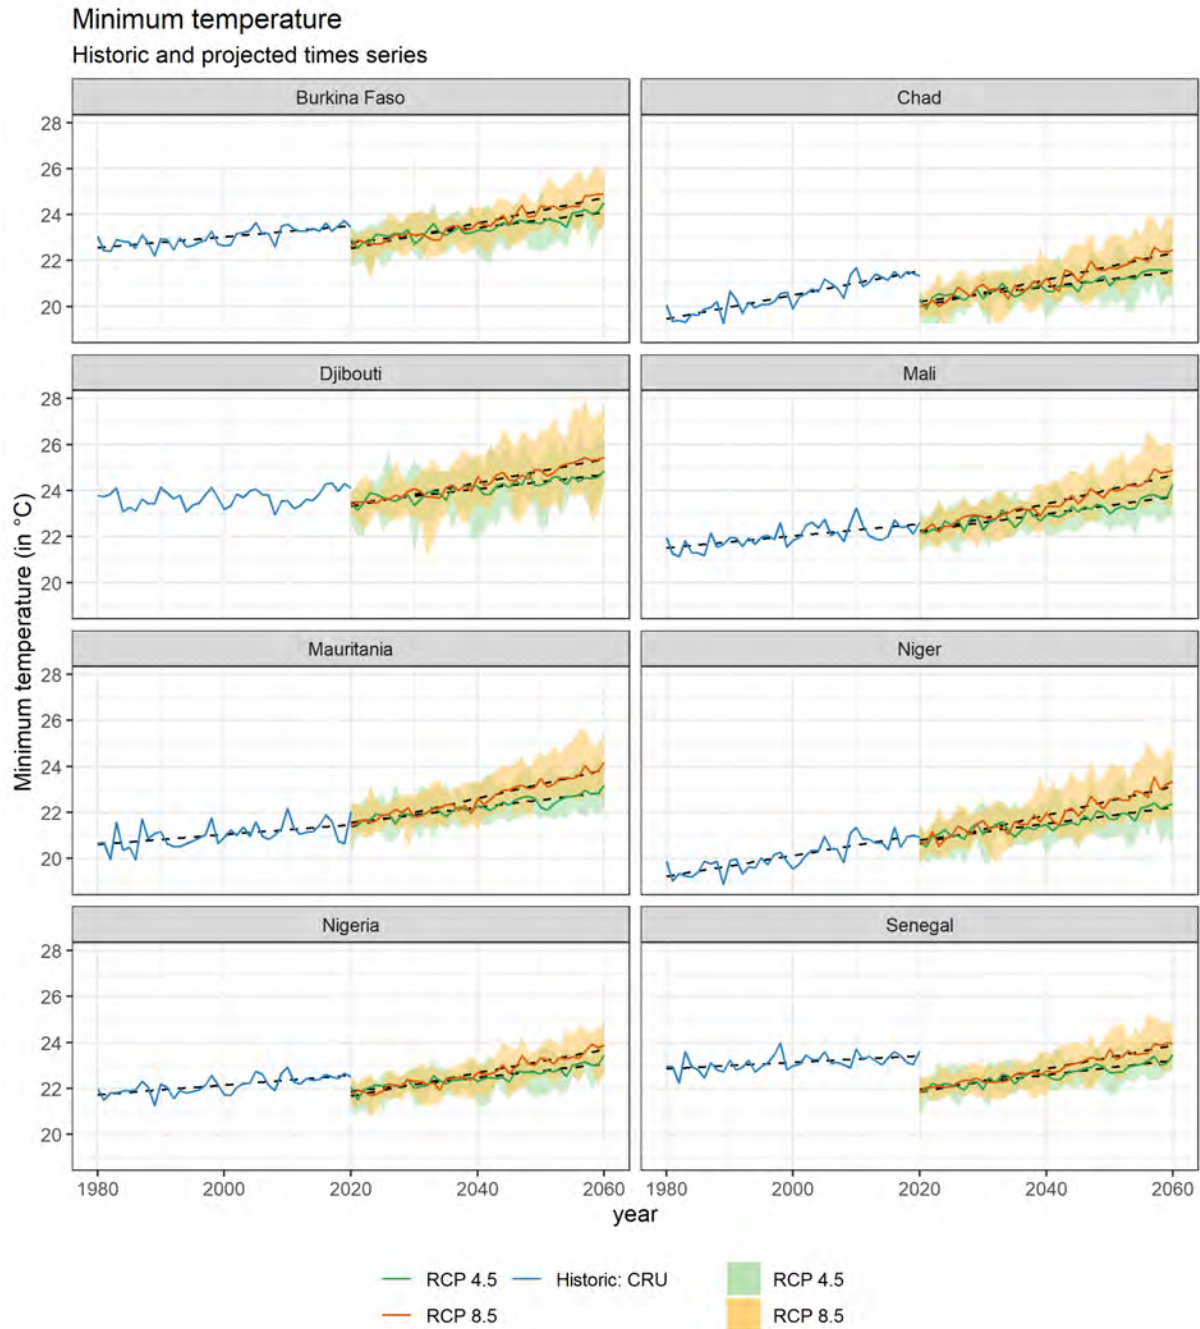 Minimum temperature
Historic and projected times series
Burkina Faso
Chad
28
26
24
22
20
Djibouti
Mali
28
26
24
22
20
Minimum temperature (in °C)
Mauritania
Niger
28
26
24
22
20
Nigeria
Senegal
28
26
24
22
20
1980 2000 2020 2040 2060 1980 2000 2020 2040 2060
year
RCP 4.5 Historic: CRU RCP 4.5
RCP 8.5 RCP 8.5